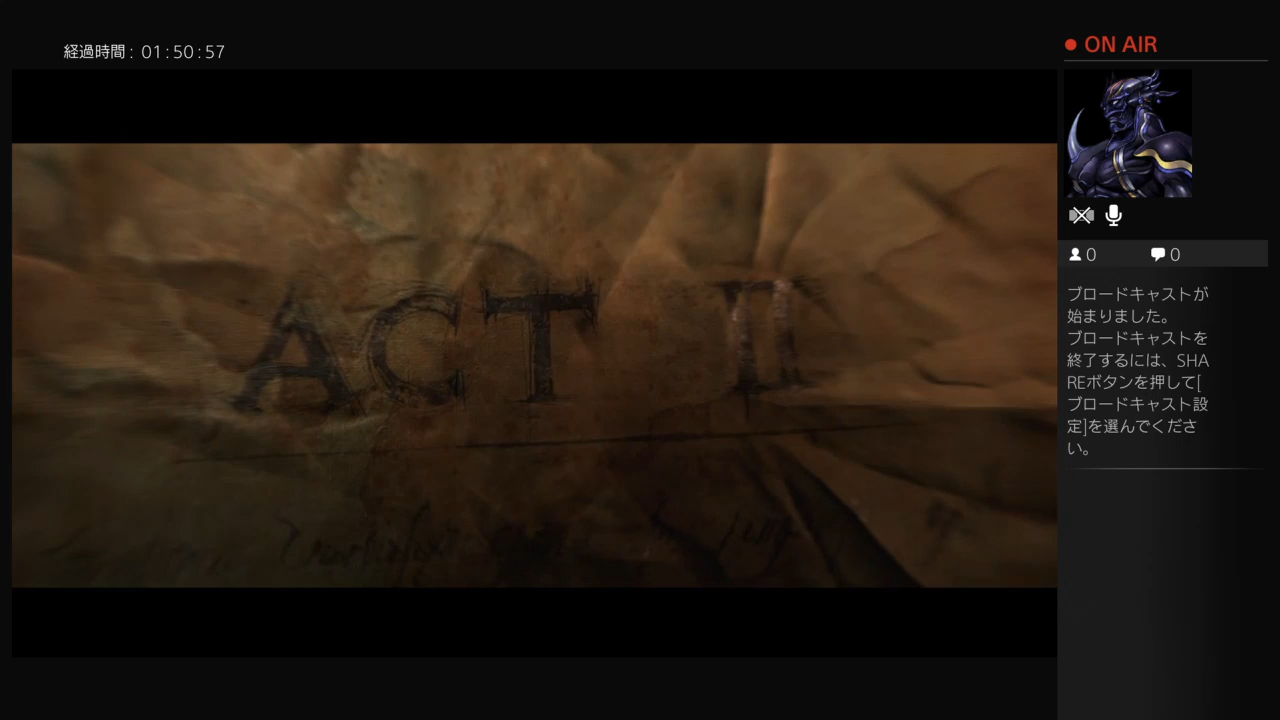 経過時間 : 01:50:57
ON AIR
ACT II
0
0
ブロードキャストが
始まりました。
ブロードキャストを
終了するには、SHA
REボタンを押して[
ブロードキャスト設
定]を選んでくださ
い。